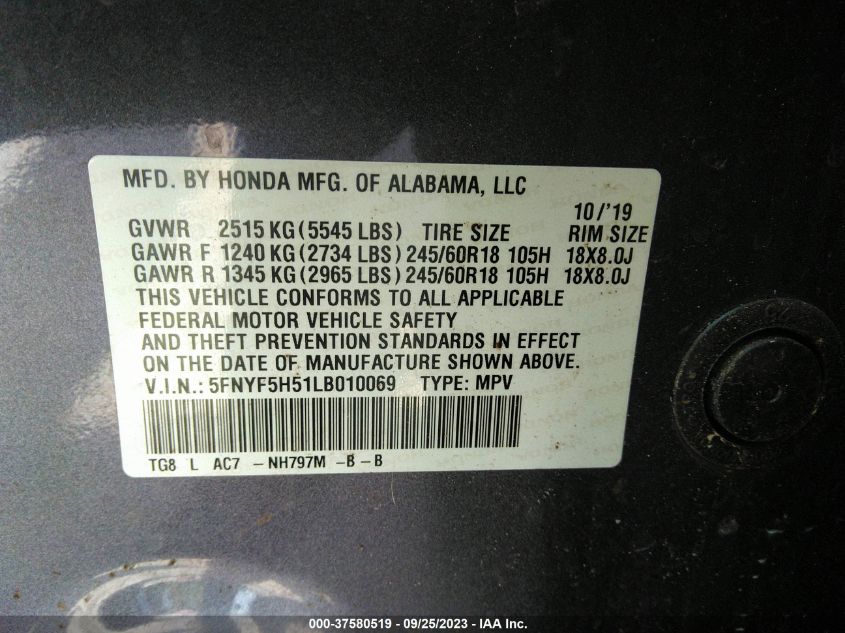 MFD. BY HONDA MFG. OF ALABAMA, LLC
10/'19
GVWR 2515 KG (5545 LBS) TIRE SIZE RIM SIZE
GAWR F 1240 KG (2734 LBS) 245/60R18 105H 18X8.0J
GAWR R 1345 KG (2965 LBS) 245/60R18 105H 18X8.0J
THIS VEHICLE CONFORMS TO ALL APPLICABLE
FEDERAL MOTOR VEHICLE SAFETY
AND THEFT PREVENTION STANDARDS IN EFFECT
ON THE DATE OF MANUFACTURE SHOWN ABOVE.
V.I.N.: 5FNYF5H51LB010069 TYPE: MPV
TG8 L AC7 -NH797M -B -B
000-37580519 - 09/25/2023 - IAA Inc.